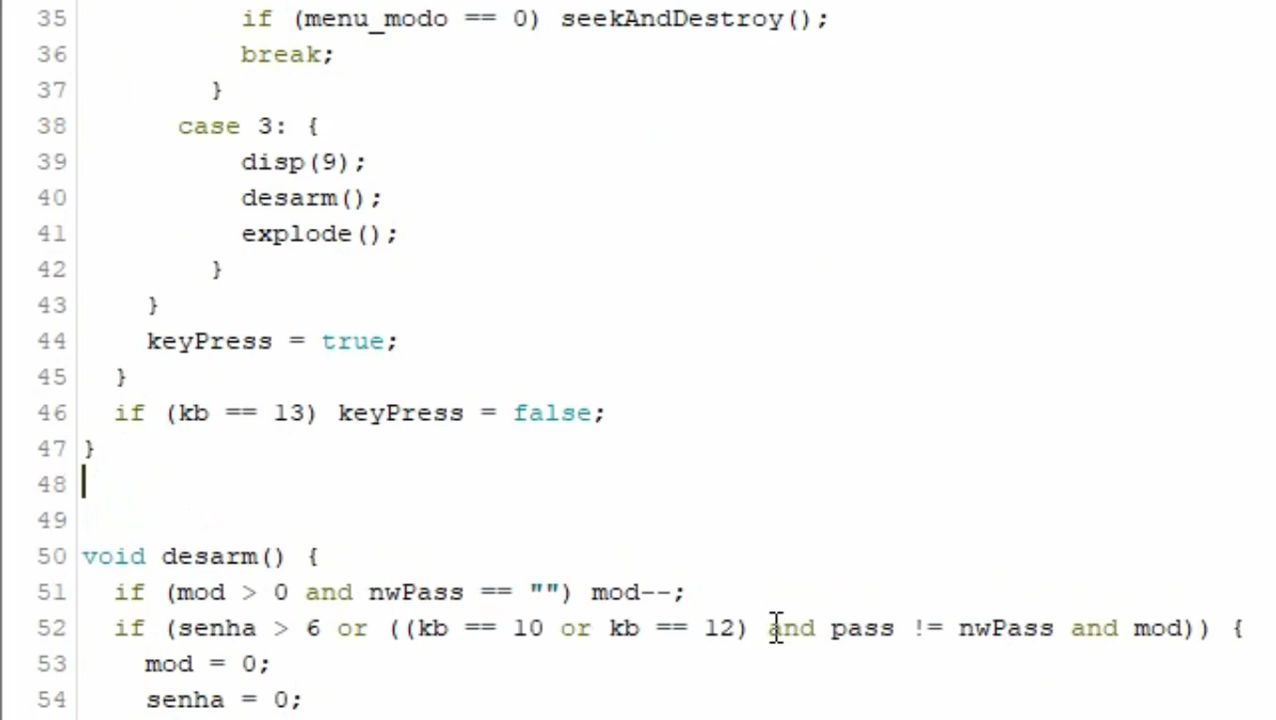 35 if (menu_modo == 0) seekAndDestroy();
36 break;
37 }
38 case 3: {
39 disp(9);
40 desarm();
41 explode();
42 }
43 }
44 keyPress = true;
45 }
46 if (kb == 13) keyPress = false;
47 }
48
49
50 void desarm() {
51 if (mod > 0 and nwPass == "") mod--;
52 if (senha > 6 or ((kb == 10 or kb == 12) and pass != nwPass and mod)) {
53 mod = 0;
54 senha = 0;